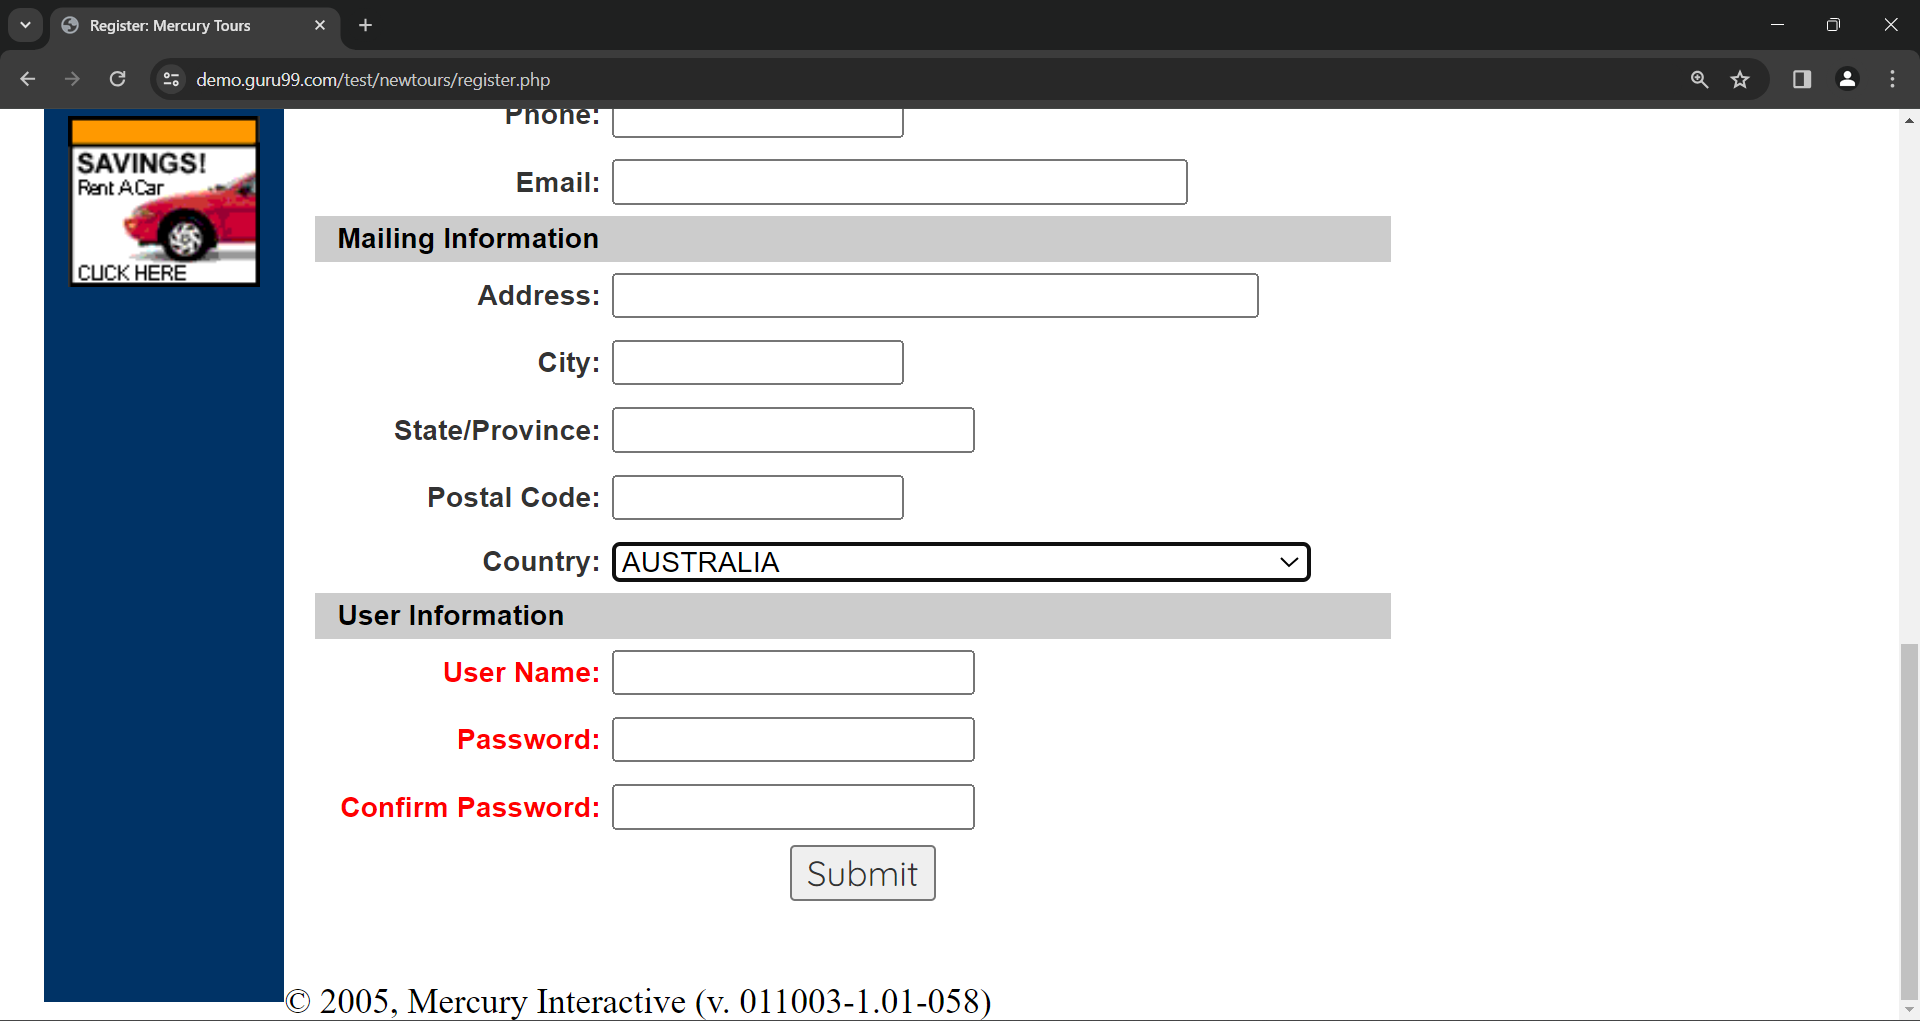 Register: Mercury Tours
demo.guru99.com/test/newtours/register.php
SAVINGS!
Rent A Car
CLICK HERE
Phone:
Email:
Mailing Information
Address:
City:
State/Province:
Postal Code:
Country: AUSTRALIA
User Information
User Name:
Password:
Confirm Password:
Submit
© 2005, Mercury Interactive (v. 011003-1.01-058)